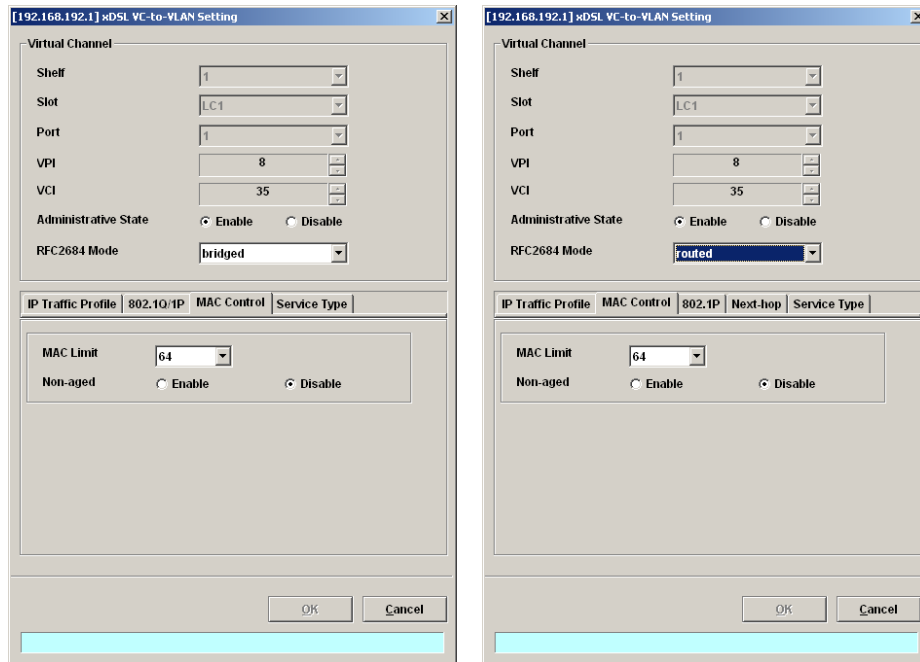 [192.168.192.1] xDSL VC-to-VLAN Setting
Virtual Channel
Shelf 1
Slot LC1
Port 1
VPI 8
VCI 35
Administrative State Enable Disable
RFC2684 Mode bridged
IP Traffic Profile 802.1Q/1P MAC Control Service Type
MAC Limit 64
Non-aged Enable Disable
OK Cancel
[192.168.192.1] xDSL VC-to-VLAN Setting
Virtual Channel
Shelf 1
Slot LC1
Port 1
VPI 8
VCI 35
Administrative State Enable Disable
RFC2684 Mode routed
IP Traffic Profile MAC Control 802.1P Next-hop Service Type
MAC Limit 64
Non-aged Enable Disable
OK Cancel